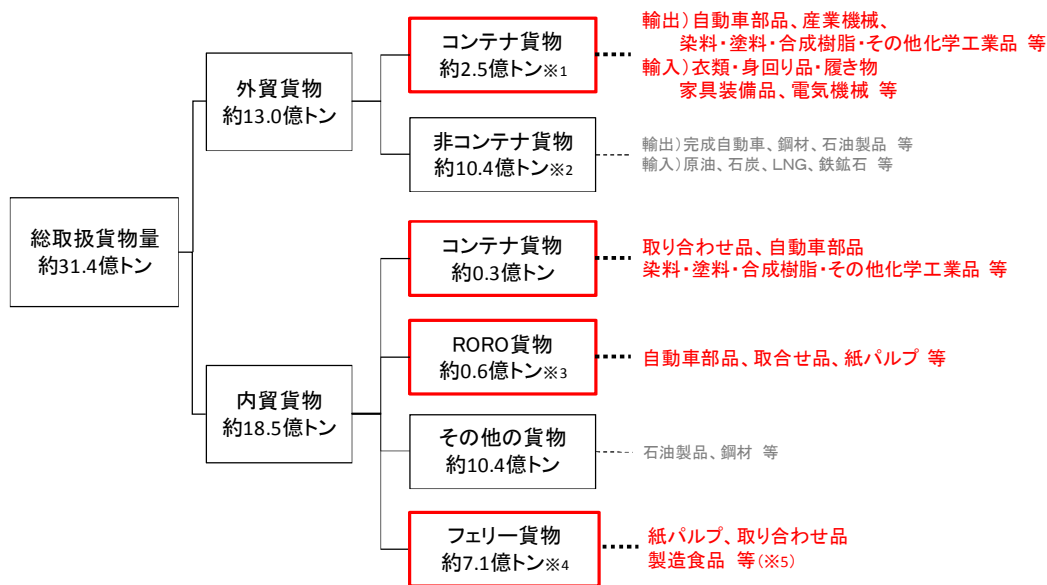 総取扱貨物量
約31.4億トン
外貿貨物
約13.0億トン
コンテナ貨物
約2.5億トン※1
輸出）自動車部品、産業機械、
染料・塗料・合成樹脂・その他化学工業品 等
輸入）衣類・身回り品・履き物
家具装備品、電気機械 等
非コンテナ貨物
約10.4億トン※2
輸出）完成自動車、鋼材、石油製品 等
輸入）原油、石炭、LNG、鉄鉱石 等
内貿貨物
約18.5億トン
コンテナ貨物
約0.3億トン
取り合わせ品、自動車部品
染料・塗料・合成樹脂・その他化学工業品 等
RORO貨物
約0.6億トン※3
自動車部品、取合せ品、紙パルプ 等
その他の貨物
約10.4億トン
石油製品、鋼材 等
フェリー貨物
約7.1億トン※4
紙パルプ、取り合わせ品
製造食品 等(※5)